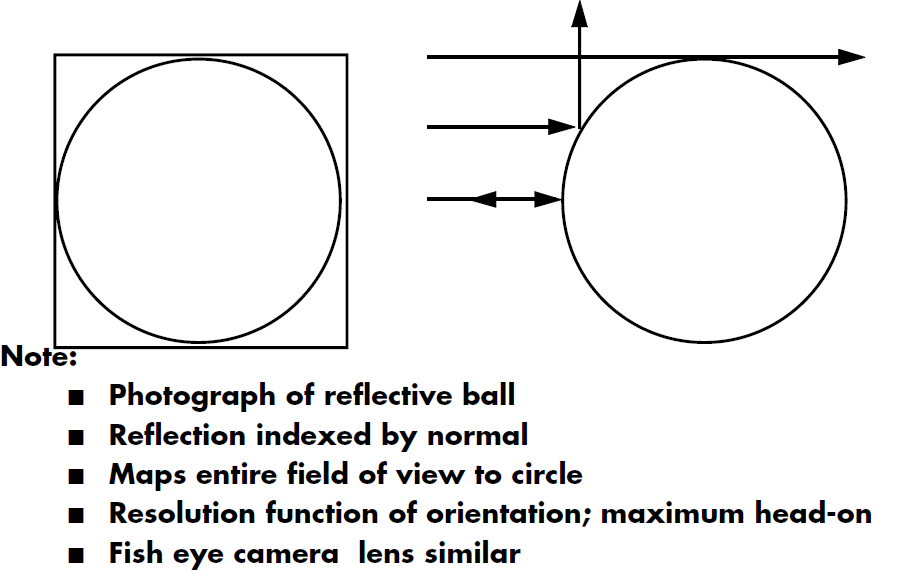 Note:
■ Photograph of reflective ball
■ Reflection indexed by normal
■ Maps entire field of view to circle
■ Resolution function of orientation; maximum head-on
■ Fish eye camera  lens similar